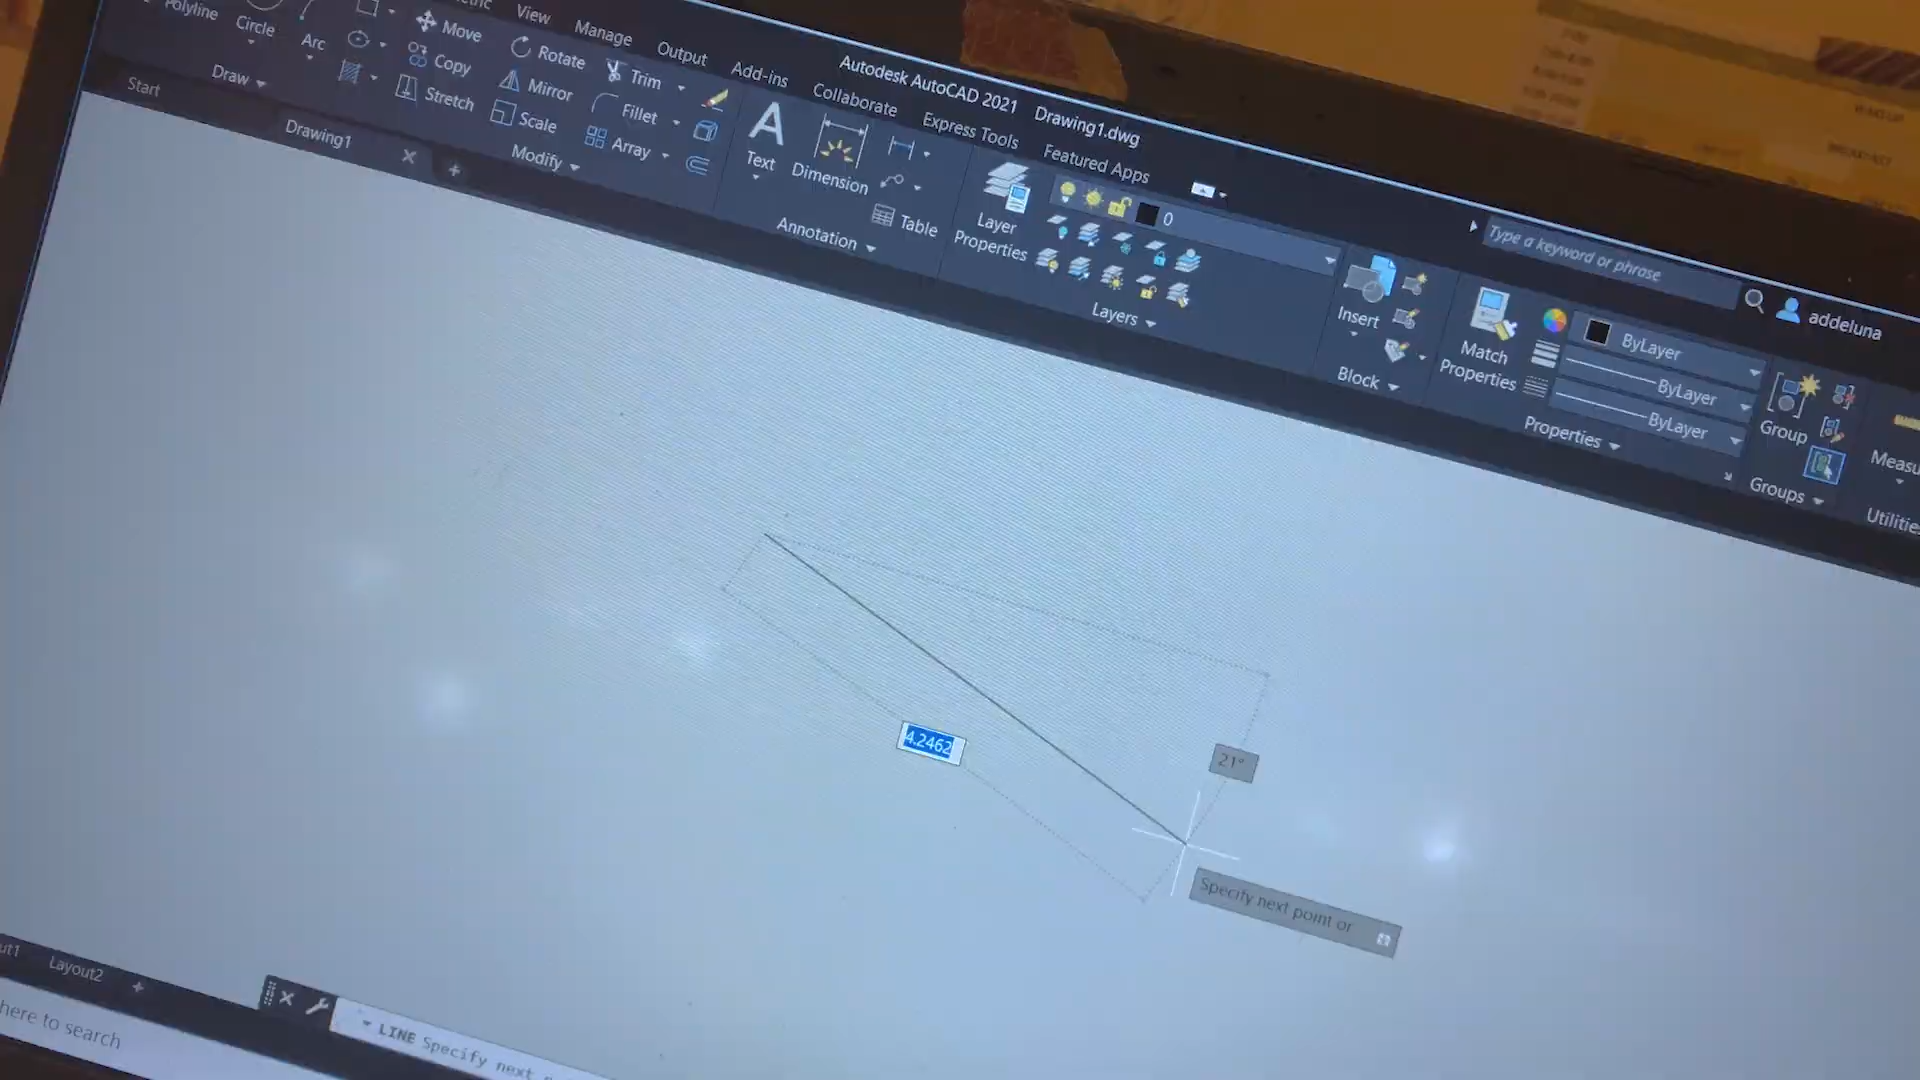 Autodesk AutoCAD 2021 Drawing1.dwg
View Manage Output Add-ins Collaborate Express Tools Featured Apps
Type a keyword or phrase
addeluna
Polyline Circle Arc
Draw
Move
Copy
Stretch
Rotate
Mirror
Scale
Trim
Fillet
Array
Modify
Text
Dimension
Table
Annotation
Layer
Properties
0
Layers
Insert
Block
Match
Properties
ByLayer
ByLayer
ByLayer
Properties
Group
Groups
Start
Drawing1
4.2462
21°
Specify next point or
Layout2
LINE Specify next
here to search